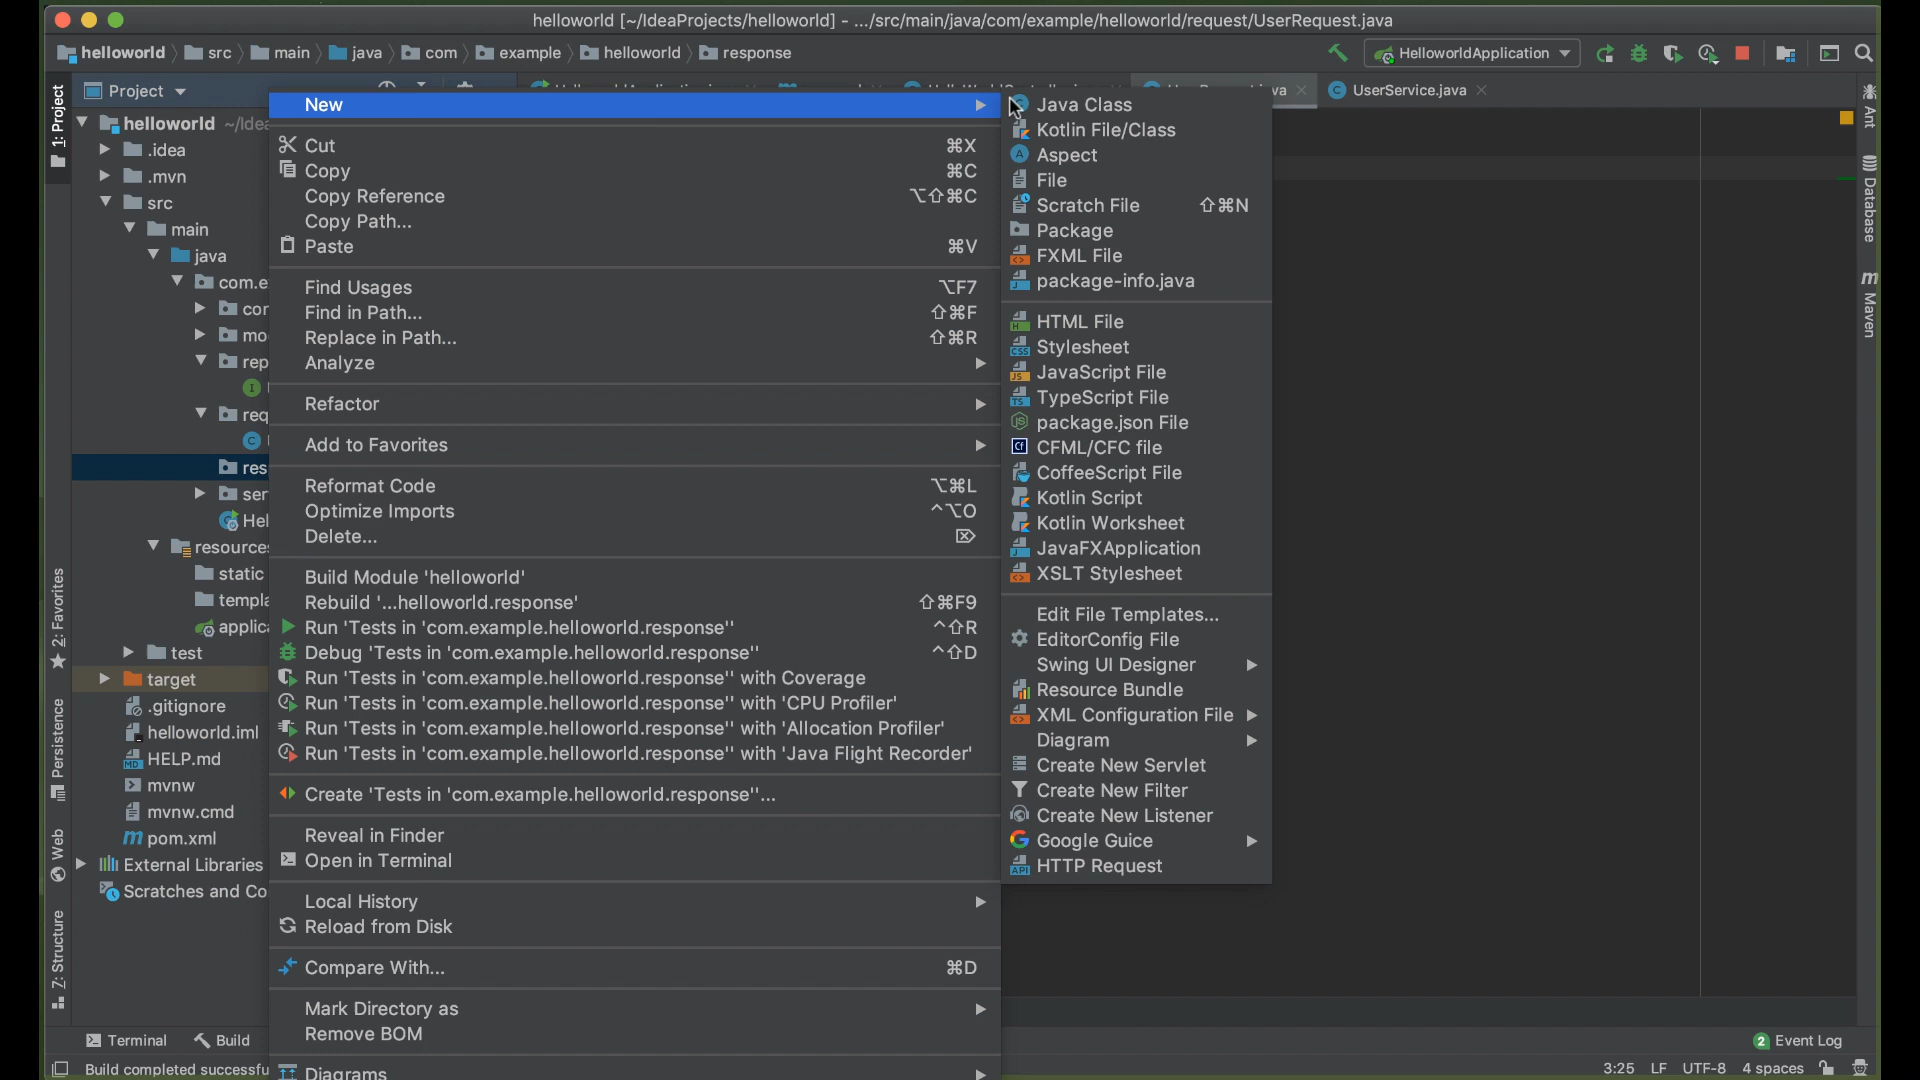 helloworld [~/IdeaProjects/helloworld] - .../src/main/java/com/example/helloworld/request/UserRequest.java
helloworld src main java com example helloworld response
HelloworldApplication
Project
UserService.java
1: Project
2: Favorites
Persistence
Web
7: Structure
helloworld
.idea
.mvn
src
main
java
resources
static
test
target
.gitignore
helloworld.iml
HELP.md
mvnw
mvnw.cmd
pom.xml
External Libraries
Scratches and Co
New
Cut ⌘X
Copy ⌘C
Copy Reference ⌥⇧⌘C
Copy Path...
Paste ⌘V
Find Usages ⌥F7
Find in Path... ⇧⌘F
Replace in Path... ⇧⌘R
Analyze
Refactor
Add to Favorites
Reformat Code ⌥⌘L
Optimize Imports ^⌥O
Delete... ⌦
Build Module 'helloworld'
Rebuild '...helloworld.response' ⇧⌘F9
Run 'Tests in 'com.example.helloworld.response'' ^⇧R
Debug 'Tests in 'com.example.helloworld.response'' ^⇧D
Run 'Tests in 'com.example.helloworld.response'' with Coverage
Run 'Tests in 'com.example.helloworld.response'' with 'CPU Profiler'
Run 'Tests in 'com.example.helloworld.response'' with 'Allocation Profiler'
Run 'Tests in 'com.example.helloworld.response'' with 'Java Flight Recorder'
Create 'Tests in 'com.example.helloworld.response''...
Reveal in Finder
Open in Terminal
Local History
Reload from Disk
Compare With... ⌘D
Mark Directory as
Remove BOM
Diagrams
Java Class
Kotlin File/Class
Aspect
File
Scratch File ⇧⌘N
Package
FXML File
package-info.java
HTML File
Stylesheet
JavaScript File
TypeScript File
package.json File
CFML/CFC file
CoffeeScript File
Kotlin Script
Kotlin Worksheet
JavaFXApplication
XSLT Stylesheet
Edit File Templates...
EditorConfig File
Swing UI Designer
Resource Bundle
XML Configuration File
Diagram
Create New Servlet
Create New Filter
Create New Listener
Google Guice
HTTP Request
Ant
Database
Maven
Terminal
Build
2 Event Log
Build completed successfu
3:25 LF UTF-8 4 spaces